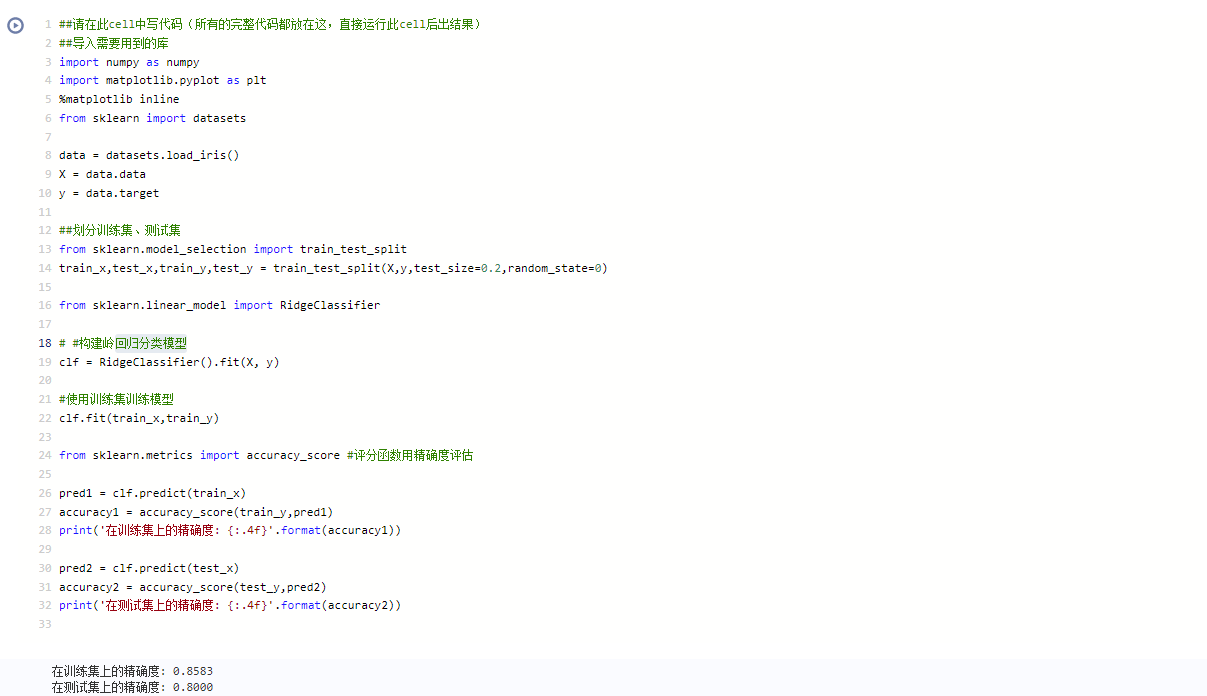 1 ##请在此cell中写代码（所有的完整代码都放在这，直接运行此cell后出结果）
2 ##导入需要用到的库
3 import numpy as numpy
4 import matplotlib.pyplot as plt
5 %matplotlib inline
6 from sklearn import datasets
7
8 data = datasets.load_iris()
9 X = data.data
10 y = data.target
11
12 ##划分训练集、测试集
13 from sklearn.model_selection import train_test_split
14 train_x,test_x,train_y,test_y = train_test_split(X,y,test_size=0.2,random_state=0)
15
16 from sklearn.linear_model import RidgeClassifier
17
18 # #构建岭回归分类模型
19 clf = RidgeClassifier().fit(X, y)
20
21 #使用训练集训练模型
22 clf.fit(train_x,train_y)
23
24 from sklearn.metrics import accuracy_score #评分函数用精确度评估
25
26 pred1 = clf.predict(train_x)
27 accuracy1 = accuracy_score(train_y,pred1)
28 print('在训练集上的精确度: {:.4f}'.format(accuracy1))
29
30 pred2 = clf.predict(test_x)
31 accuracy2 = accuracy_score(test_y,pred2)
32 print('在测试集上的精确度: {:.4f}'.format(accuracy2))
33
在训练集上的精确度: 0.8583
在测试集上的精确度: 0.8000